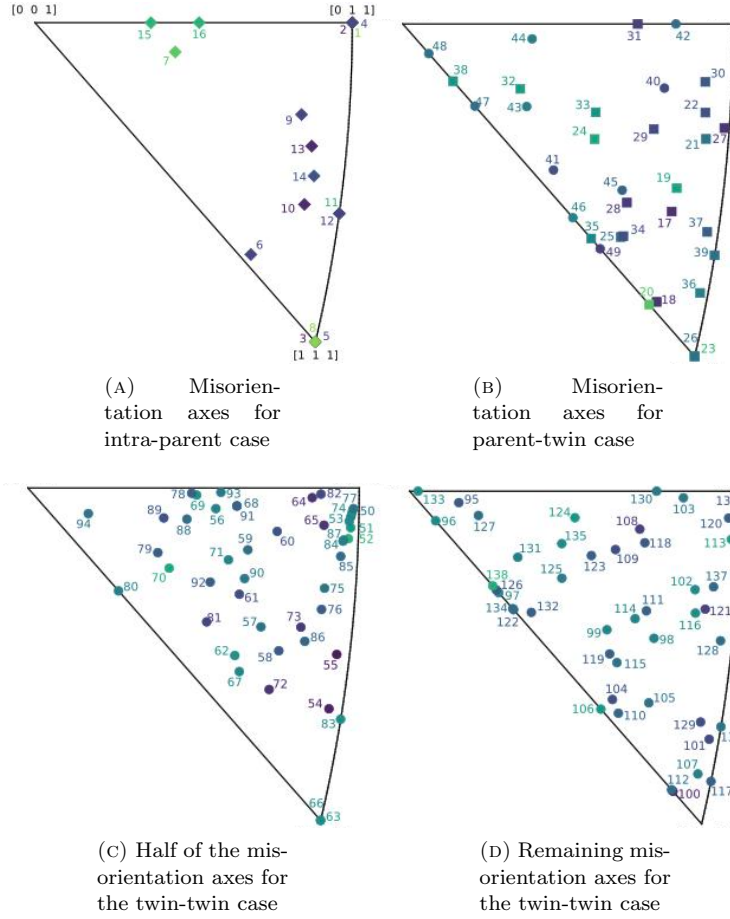 [0 0 1] [0 1 1]
15 16 2 4 1
7
9
13
14
10 11
12
6
8
3 5
[1 1 1]
(A) Misorien-
tation axes for
intra-parent case
31 42
44
48
38 32 40 30
47 43 33 22
24 29 21 27
41 19
45
28 17
46
35 25 34 37
49 39
36
20 18
26 23
(B) Misorien-
tation axes for
parent-twin case
78 93 82 77
69 68 64 74 50
94 89 56 91 65 53
88 87 51
59 60 84 52
79 71 85
70 90
80 92 61 75
76
81 57 73
62 58 86
67 55
72
54
83
66 63
(C) Half of the mis-
orientation axes for
the twin-twin case
133 95 130 103
96 127 124 120
108
135 118 113
131 123 109
138 125 102 137
126
97
134 132 111 121
122 114 116
99 98 128
119 115
104 105
106 110
129
101
107
112 117
100
(D) Remaining mis-
orientation axes for
the twin-twin case